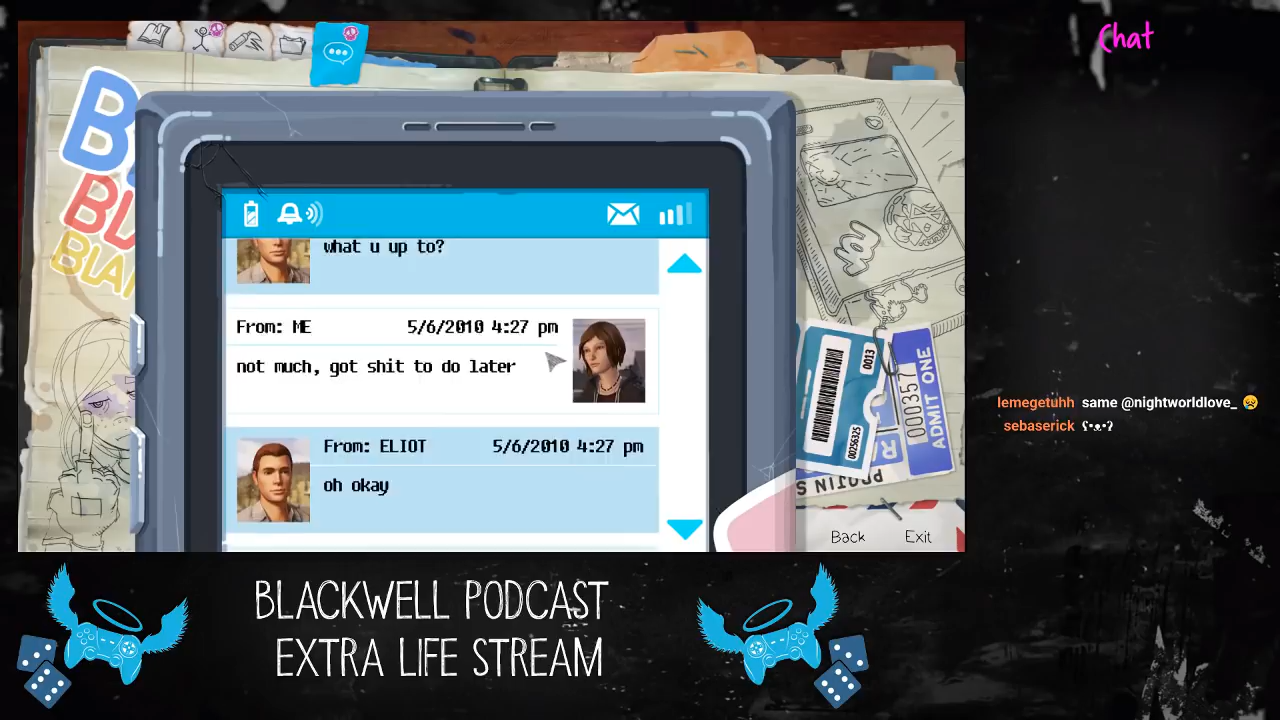 Chat
what u up to?
From: ME 5/6/2010 4:27 pm
not much, got shit to do later
From: ELIOT 5/6/2010 4:27 pm
oh okay
0013
00256325
000357
ADMIT ONE
Back Exit
lemegetuhh same @nightworldlove_ 😢
sebaserick ʕ•ᴥ•ʔ
BLACKWELL PODCAST
EXTRA LIFE STREAM